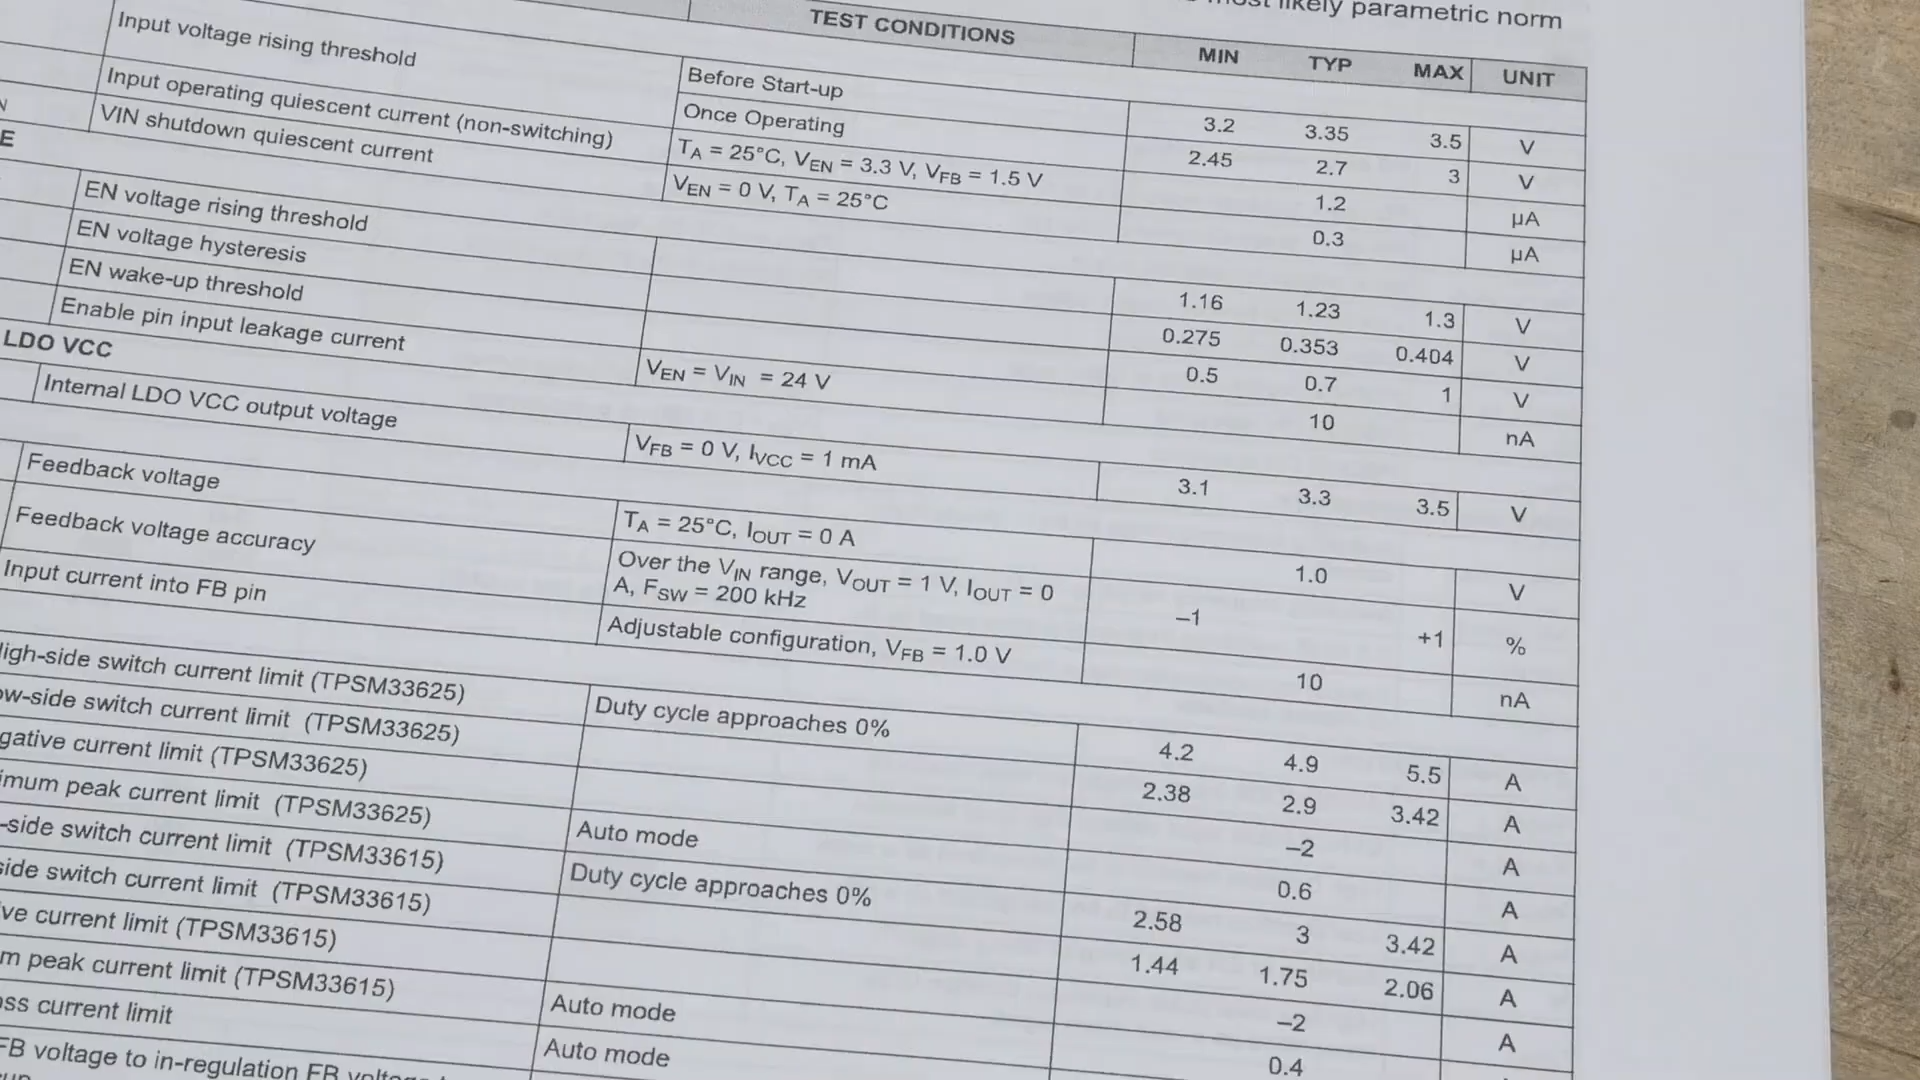 most likely parametric norm
TEST CONDITIONS MIN TYP MAX UNIT
Input voltage rising threshold Before Start-up 3.2 3.35 3.5 V
Once Operating 2.45 2.7 3 V
Input operating quiescent current (non-switching) TA = 25°C, VEN = 3.3 V, VFB = 1.5 V 1.2 µA
VIN shutdown quiescent current VEN = 0 V, TA = 25°C 0.3 µA
E
EN voltage rising threshold 1.16 1.23 1.3 V
EN voltage hysteresis 0.275 0.353 0.404 V
EN wake-up threshold 0.5 0.7 1 V
Enable pin input leakage current VEN = VIN = 24 V 10 nA
LDO VCC
Internal LDO VCC output voltage VFB = 0 V, IVCC = 1 mA 3.1 3.3 3.5 V
Feedback voltage TA = 25°C, IOUT = 0 A 1.0 V
Feedback voltage accuracy Over the VIN range, VOUT = 1 V, IOUT = 0
A, FSW = 200 kHz –1 +1 %
Input current into FB pin Adjustable configuration, VFB = 1.0 V 10 nA
High-side switch current limit (TPSM33625) Duty cycle approaches 0% 4.2 4.9 5.5 A
ow-side switch current limit (TPSM33625) 2.38 2.9 3.42 A
gative current limit (TPSM33625) –2 A
imum peak current limit (TPSM33625) Auto mode 0.6 A
-side switch current limit (TPSM33615) Duty cycle approaches 0% 2.58 3 3.42 A
side switch current limit (TPSM33615) 1.44 1.75 2.06 A
ve current limit (TPSM33615) –2 A
m peak current limit (TPSM33615) Auto mode 0.4
oss current limit Auto mode
FB voltage to in-regulation FB